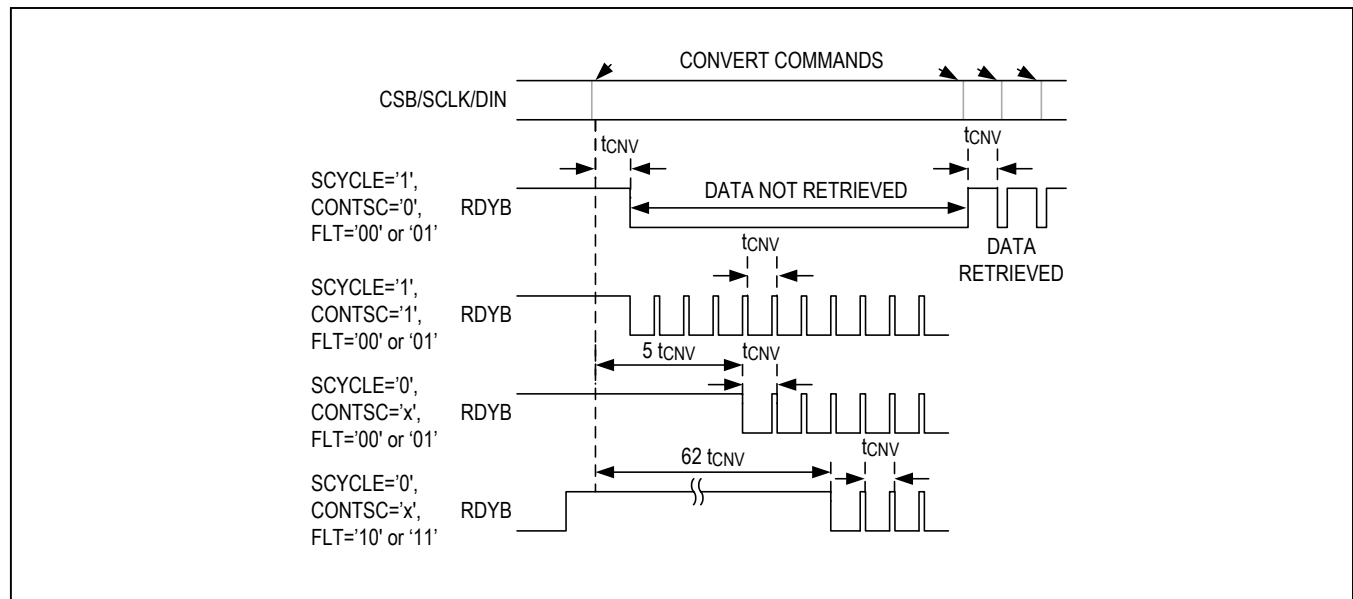 CONVERT COMMANDS
CSB/SCLK/DIN
tCNV
tCNV
SCYCLE='1',
CONTSC='0',
FLT='00' or ‘01’
RDYB
DATA NOT RETRIEVED
DATA
RETRIEVED
tCNV
SCYCLE='1',
CONTSC='1',
FLT='00' or ‘01’
RDYB
5 tCNV
tCNV
SCYCLE='0',
CONTSC='x',
FLT='00' or ‘01’
RDYB
62 tCNV
tCNV
SCYCLE='0',
CONTSC='x',
FLT='10' or ‘11’
RDYB